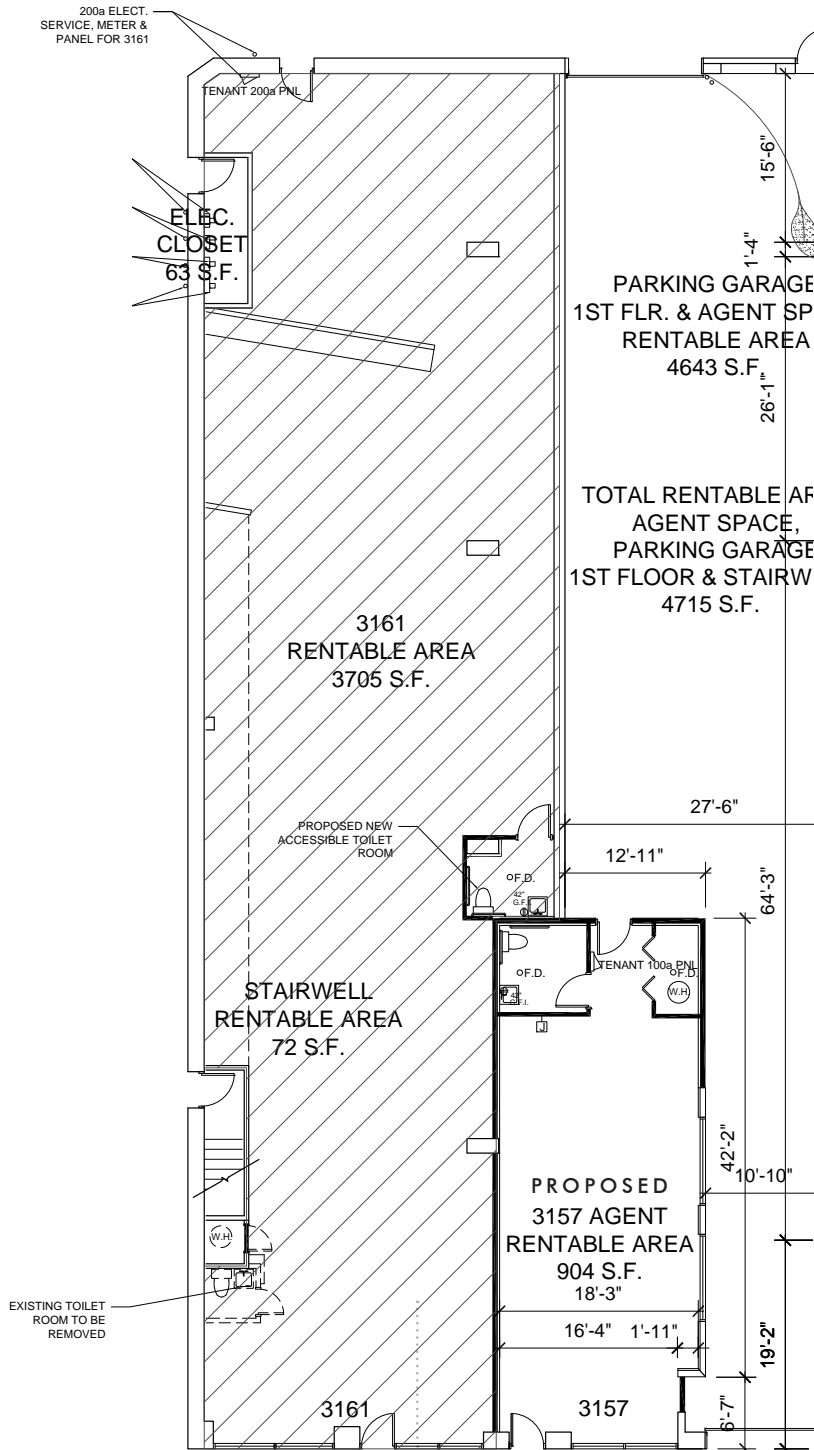 200a ELECT.
SERVICE, METER &
PANEL FOR 3161
TENANT 200a PNL
ELEC.
CLOSET
63 S.F.
15'-6"
1'-4"
PARKING GARAGE
1ST FLR. & AGENT SP
RENTABLE AREA
4643 S.F.
26'-1"
TOTAL RENTABLE AR
AGENT SPACE,
PARKING GARAGE
1ST FLOOR & STAIRW
4715 S.F.
3161
RENTABLE AREA
3705 S.F.
27'-6"
PROPOSED NEW
ACCESSIBLE TOILET
ROOM
12'-11"
64'-3"
F.D.
42"
G.F.I.
TENANT 100a PNL
F.D.
F.D.
W.H.
42"
G.F.I.
J
STAIRWELL
RENTABLE AREA
72 S.F.
42'-2"
10'-10"
PROPOSED
3157 AGENT
RENTABLE AREA
904 S.F.
18'-3"
W.H.
EXISTING TOILET
ROOM TO BE
REMOVED
16'-4"
1'-11"
19'-2"
6'-7"
3161
3157